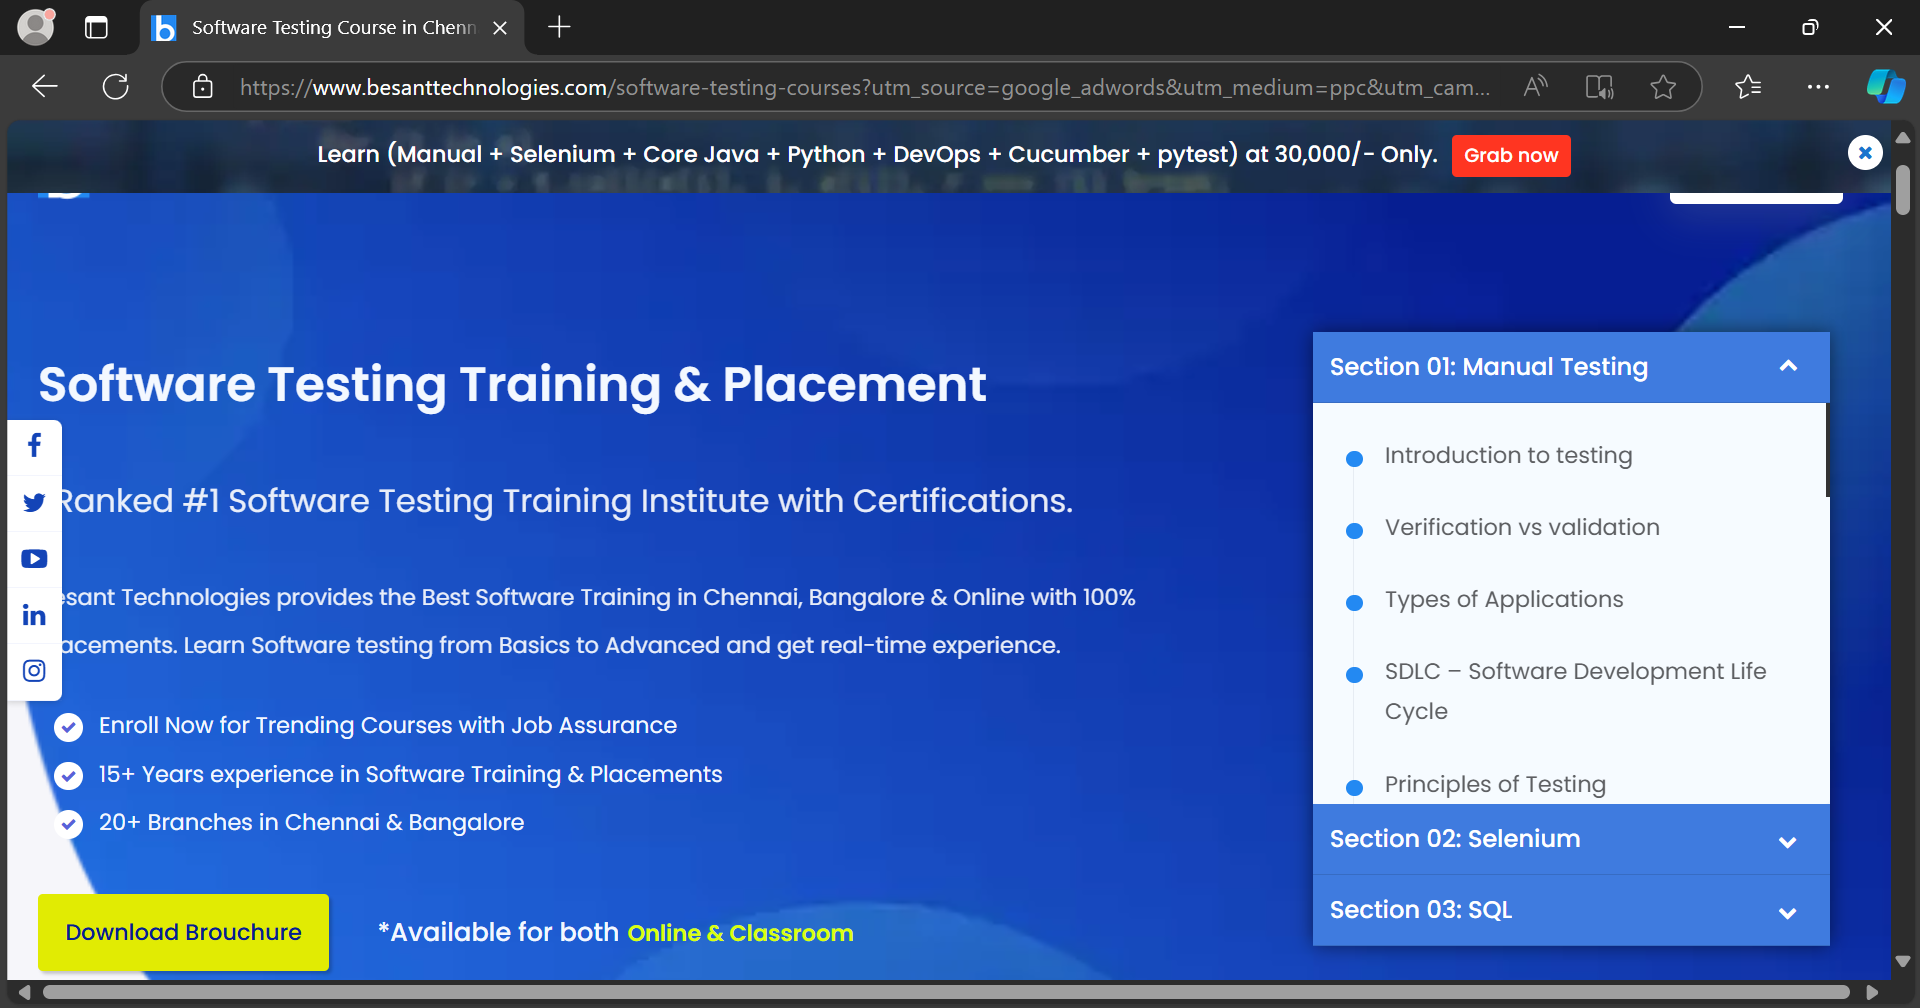 Software Testing Course in Chenn
https://www.besanttechnologies.com/software-testing-courses?utm_source=google_adwords&utm_medium=ppc&utm_cam...
Learn (Manual + Selenium + Core Java + Python + DevOps + Cucumber + pytest) at 30,000/- Only.
Grab now
Software Testing Training & Placement
Ranked #1 Software Testing Training Institute with Certifications.
esant Technologies provides the Best Software Training in Chennai, Bangalore & Online with 100%
acements. Learn Software testing from Basics to Advanced and get real-time experience.
Enroll Now for Trending Courses with Job Assurance
15+ Years experience in Software Training & Placements
20+ Branches in Chennai & Bangalore
Download Brouchure
*Available for both Online & Classroom
Section 01: Manual Testing
Introduction to testing
Verification vs validation
Types of Applications
SDLC – Software Development Life
Cycle
Principles of Testing
Section 02: Selenium
Section 03: SQL